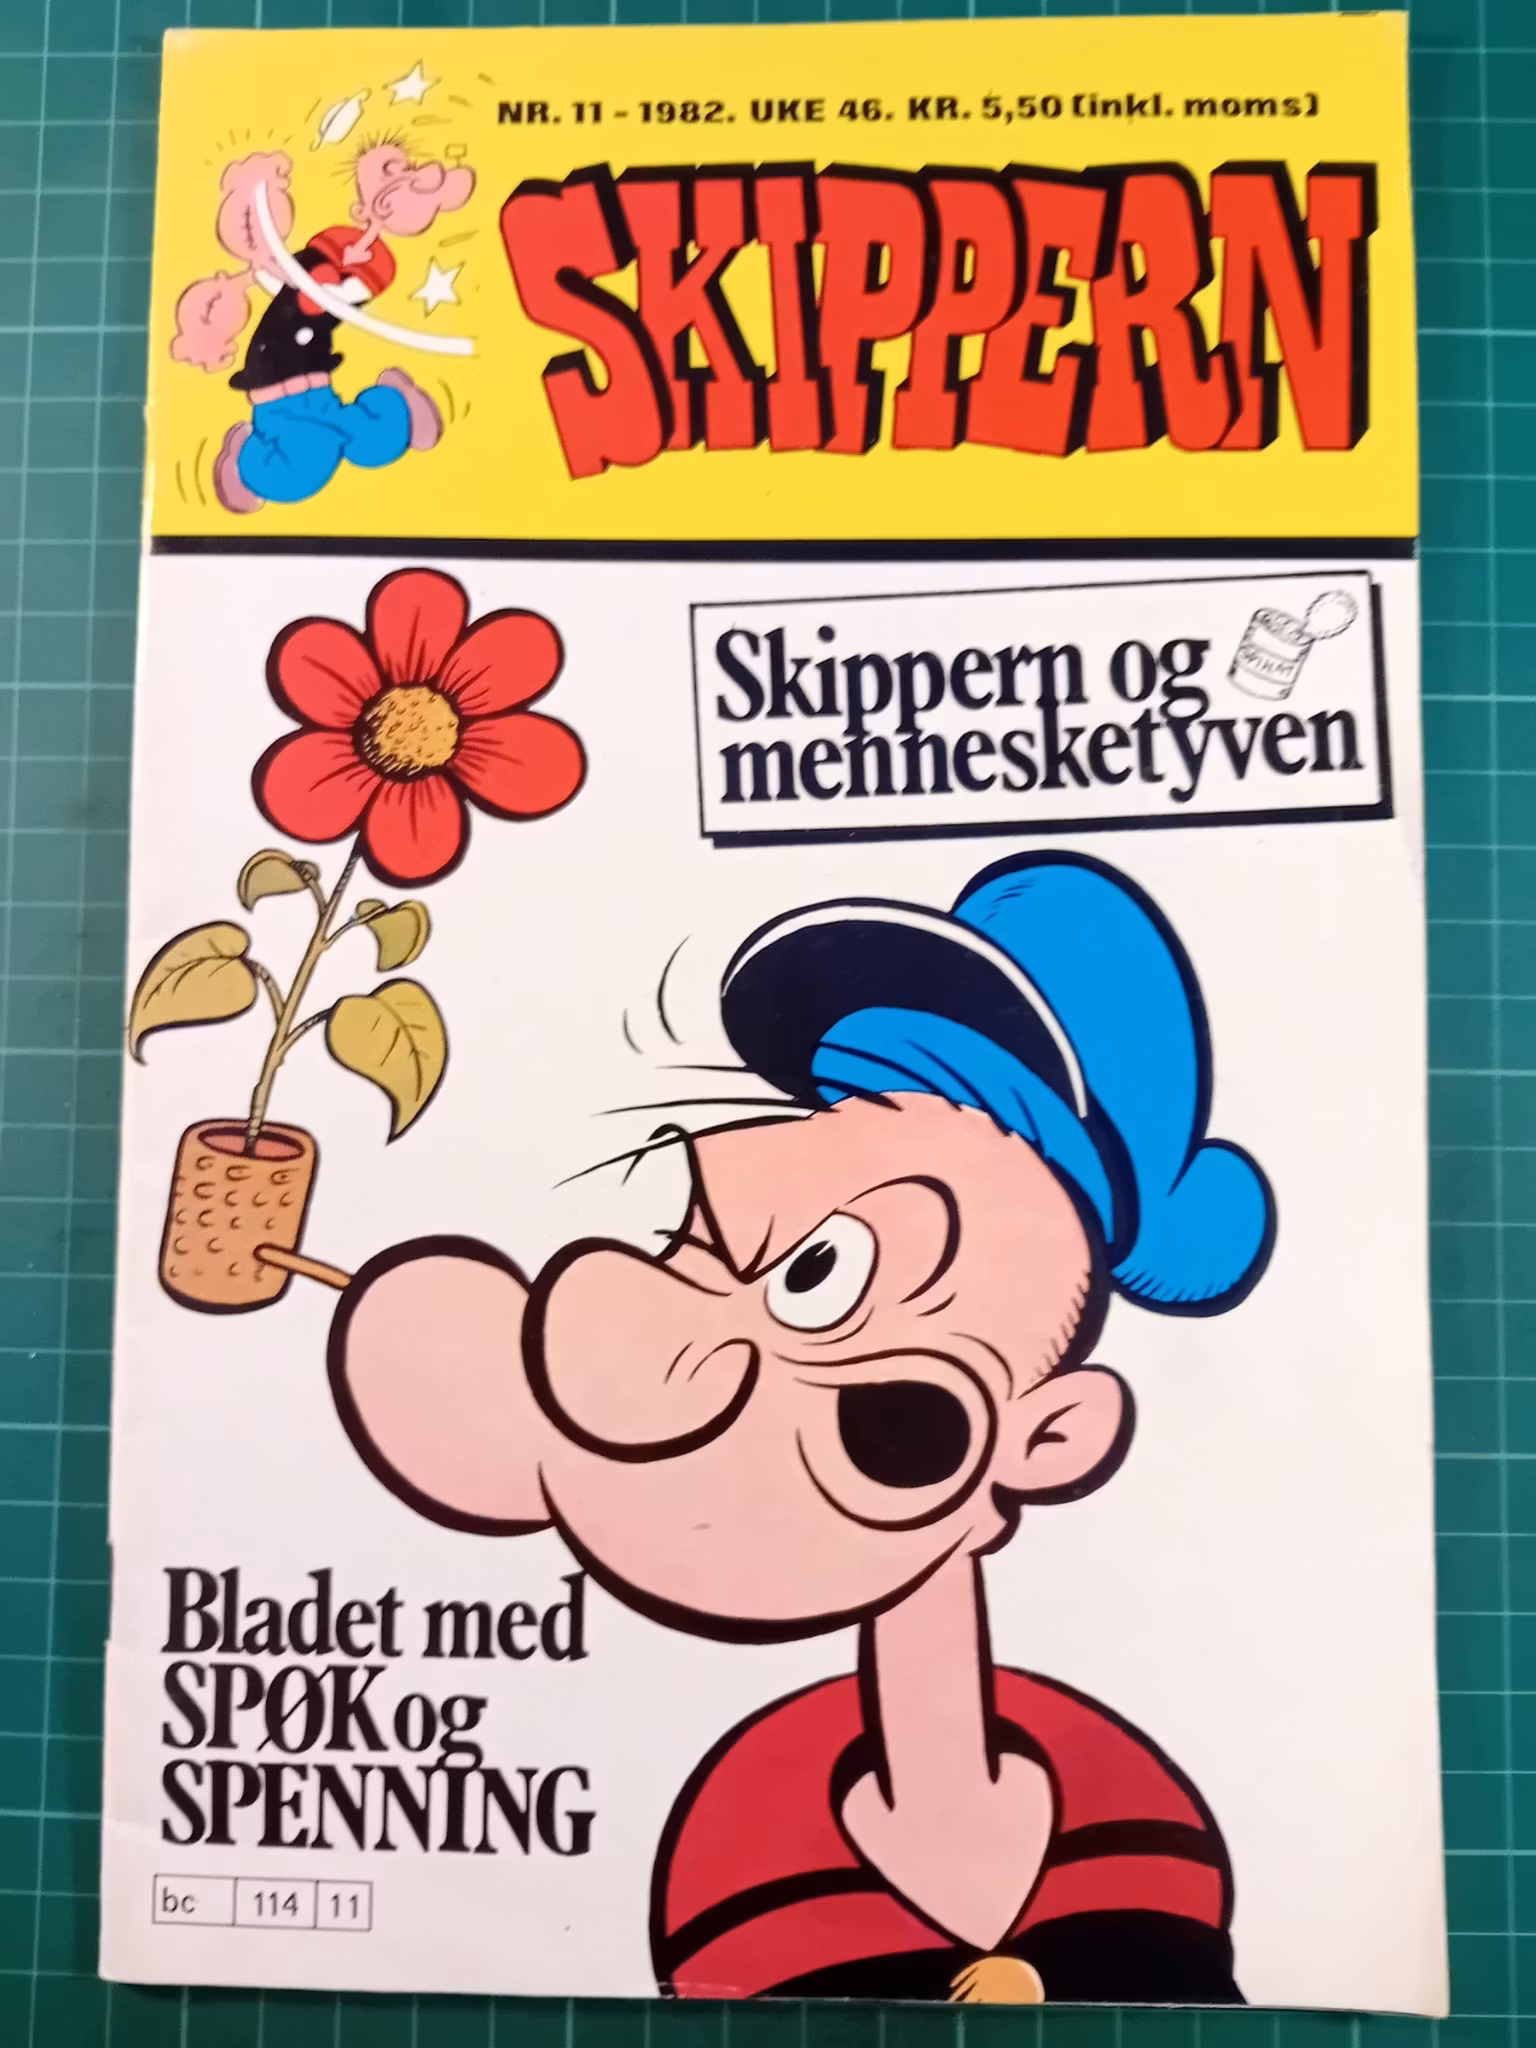 NR. 11 - 1982. UKE 46. KR. 5,50 (inkl. moms)
SKIPPERN
Skippern og
mennesketyven
SPINAT
Bladet med
SPØK og
SPENNING
bc 114 11